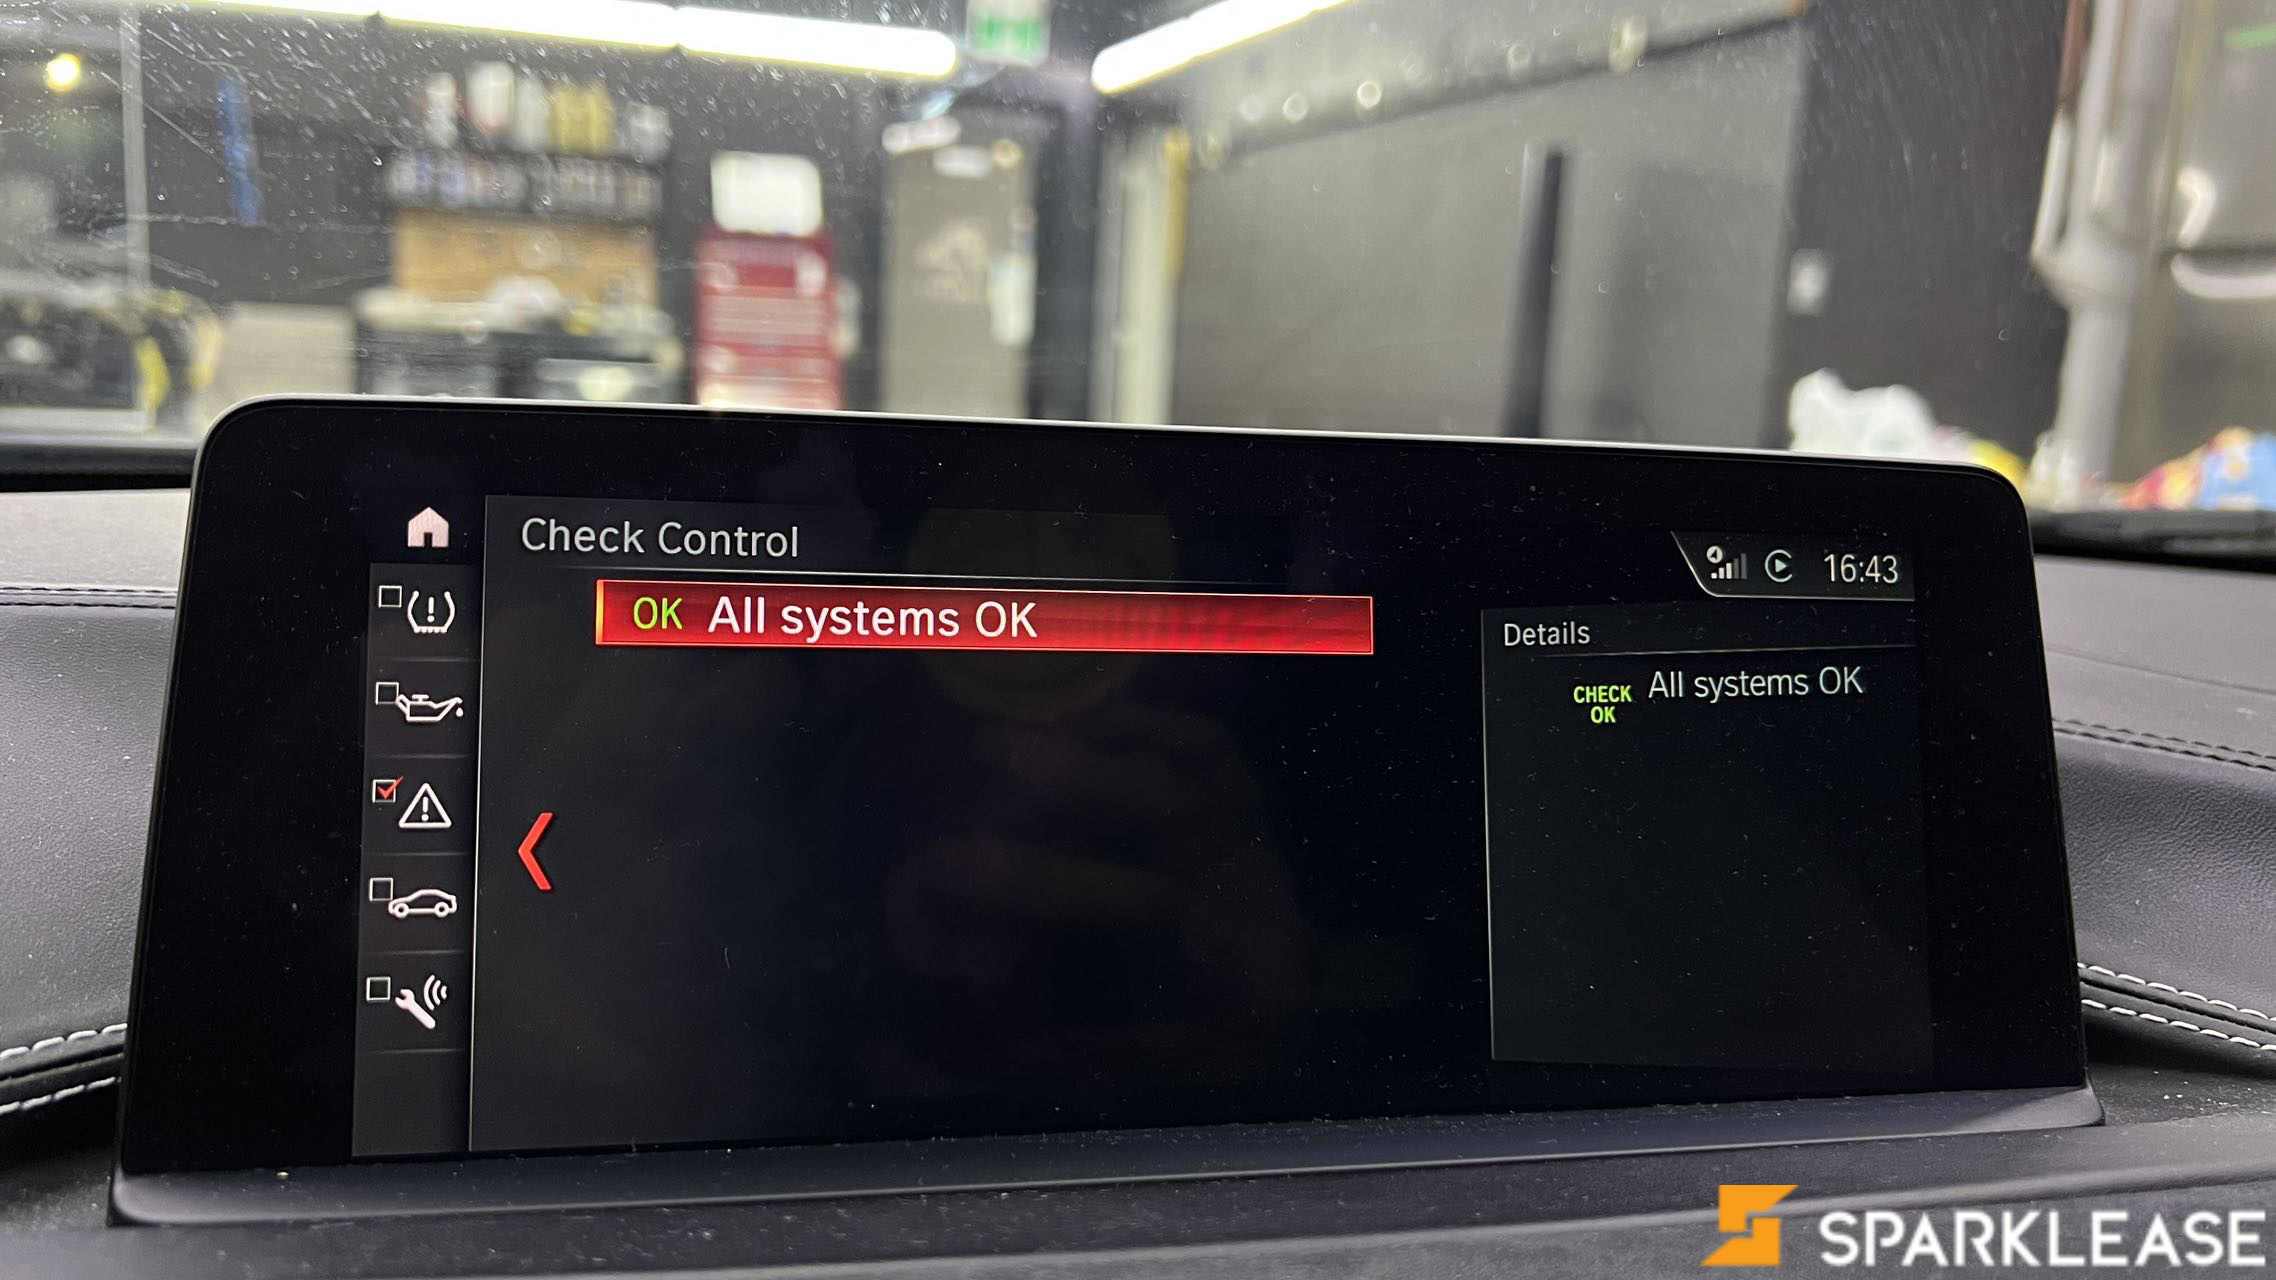 Check Control
OK All systems OK
16:43
Details
CHECK OK All systems OK
SPARKLEASE